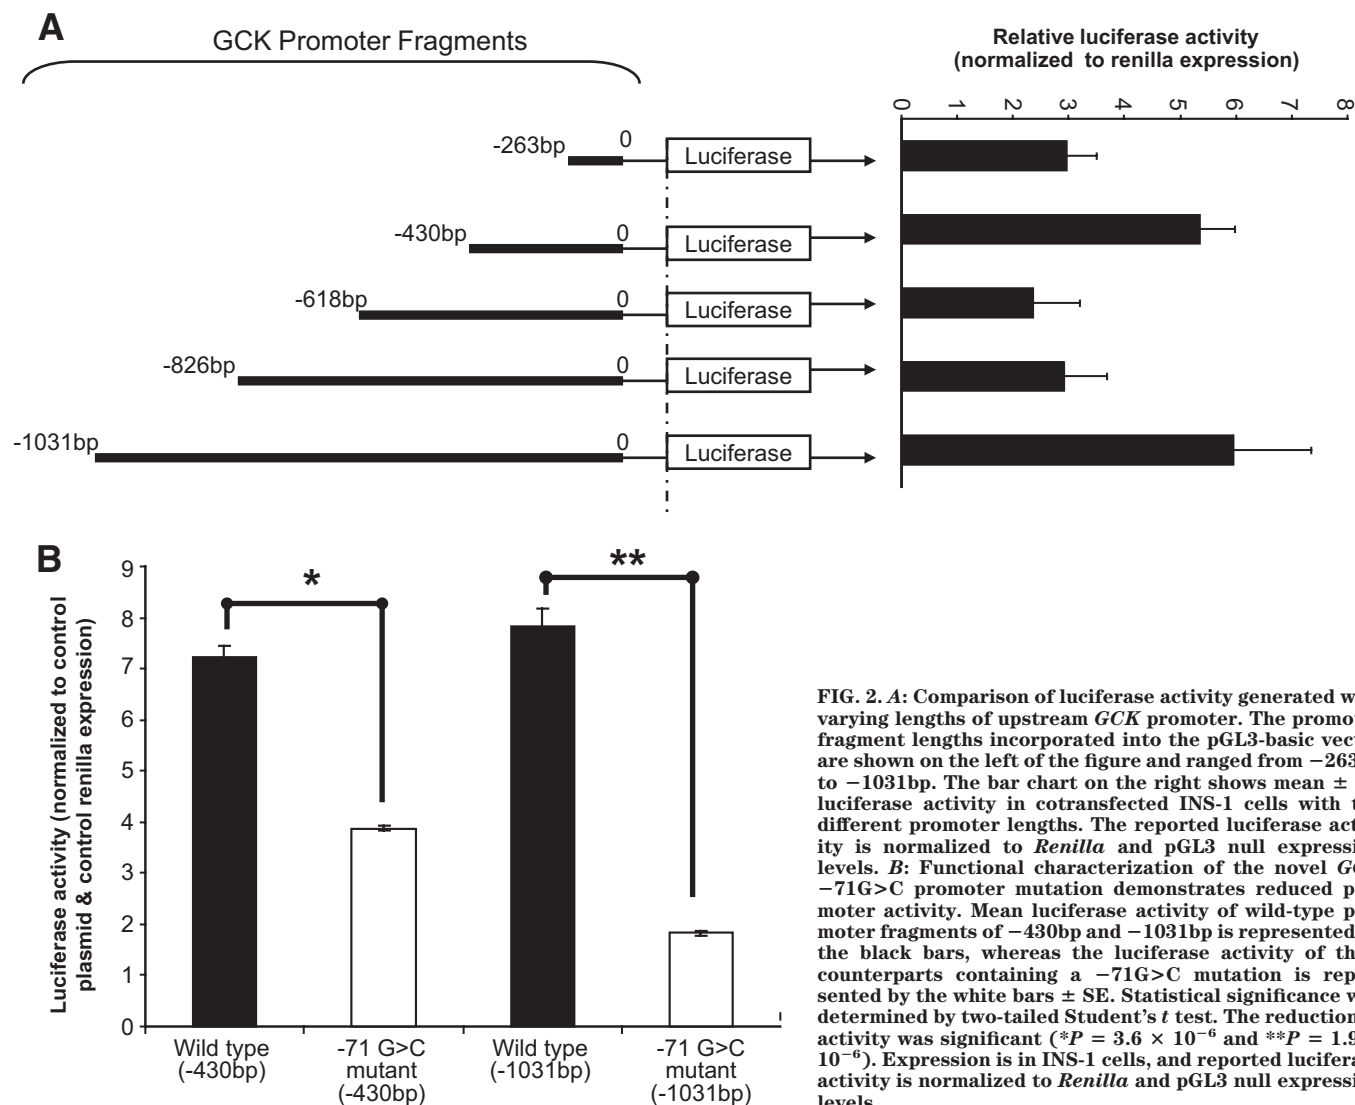 A
GCK Promoter Fragments
Relative luciferase activity
(normalized to renilla expression)
0 1 2 3 4 5 6 7 8
-263bp 0 Luciferase
-430bp 0 Luciferase
-618bp 0 Luciferase
-826bp 0 Luciferase
-1031bp 0 Luciferase
B
Luciferase activity (normalized to control
plasmid & control renilla expression)
9
8
7
6
5
4
3
2
1
0
*
**
Wild type
(-430bp)
-71 G>C
mutant
(-430bp)
Wild type
(-1031bp)
-71 G>C
mutant
(-1031bp)
FIG. 2. A: Comparison of luciferase activity generated
varying lengths of upstream GCK promoter. The
fragment lengths incorporated into the pGL3-basic
are shown on the left of the figure and ranged from −263
to −1031bp. The bar chart on the right shows mean ±
luciferase activity in cotransfected INS-1 cells with
different promoter lengths. The reported luciferase
ity is normalized to Renilla and pGL3 null
levels. B: Functional characterization of the novel
−71G>C promoter mutation demonstrates reduced
moter activity. Mean luciferase activity of wild-type
moter fragments of −430bp and −1031bp is represented
the black bars, whereas the luciferase activity of
counterparts containing a −71G>C mutation is
sented by the white bars ± SE. Statistical significance
determined by two-tailed Student's t test. The reduction
activity was significant (*P = 3.6 × 10−6 and **P = 1.9
10−6). Expression is in INS-1 cells, and reported
activity is normalized to Renilla and pGL3 null
levels.